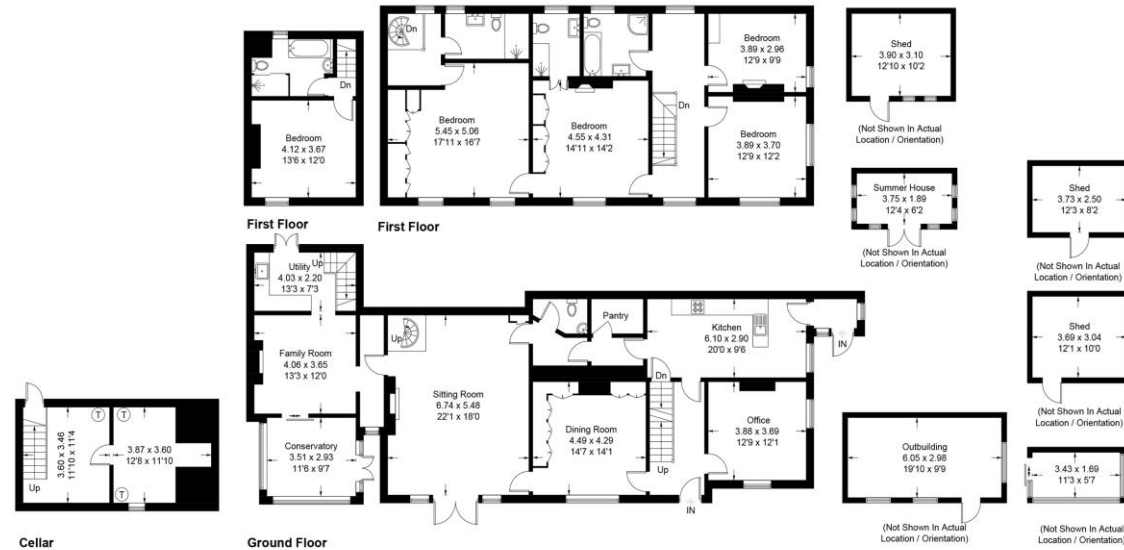 Bedroom
4.12 x 3.67
13'6 x 12'0
Dn
First Floor
Dn
Bedroom
5.45 x 5.06
17'11 x 16'7
Bedroom
4.55 x 4.31
14'11 x 14'2
Dn
Bedroom
3.89 x 2.96
12'9 x 9'9
Bedroom
3.89 x 3.70
12'9 x 12'2
First Floor
Shed
3.90 x 3.10
12'10 x 10'2
(Not Shown In Actual
Location / Orientation)
Summer House
3.75 x 1.89
12'4 x 6'2
(Not Shown In Actual
Location / Orientation)
Shed
3.73 x 2.50
12'3 x 8'2
(Not Shown In Actual
Location / Orientation)
Shed
3.69 x 3.04
12'1 x 10'0
(Not Shown In Actual
Location / Orientation)
3.43 x 1.69
11'3 x 5'7
(Not Shown In Actual
Location / Orientation)
Outbuilding
6.05 x 2.98
19'10 x 9'9
(Not Shown In Actual
Location / Orientation)
Utility
4.03 x 2.20
13'3 x 7'3
Up
Family Room
4.06 x 3.65
13'3 x 12'0
Conservatory
3.51 x 2.93
11'6 x 9'7
Up
Sitting Room
6.74 x 5.48
22'1 x 18'0
Pantry
Kitchen
6.10 x 2.90
20'0 x 9'6
IN
Dn
Dining Room
4.49 x 4.29
14'7 x 14'1
Up
Office
3.88 x 3.69
12'9 x 12'1
IN
Ground Floor
3.60 x 3.46
11'10 x 11'4
Up
T
T
T
3.87 x 3.60
12'8 x 11'10
Cellar